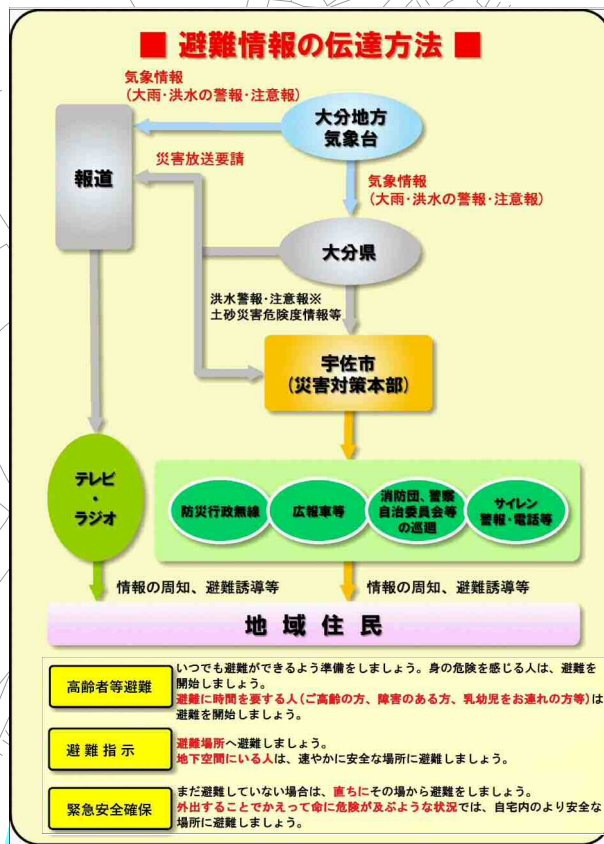 ■ 避難情報の伝達方法 ■
気象情報
(大雨・洪水の警報・注意報)
大分地方
気象台
報道
災害放送要請
気象情報
(大雨・洪水の警報・注意報)
大分県
洪水警報・注意報※
土砂災害危険度情報等
宇佐市
(災害対策本部)
テレビ
・
ラジオ
防災行政無線
広報車等
消防団、警察
自治委員会等
の巡廻
サイレン
警報・電話等
情報の周知、避難誘導等
情報の周知、避難誘導等
地域住民
高齢者等避難
いつでも避難ができるよう準備をしましょう。身の危険を感じる人は、避難を
開始しましょう。
避難に時間を要する人(ご高齢の方、障害のある方、乳幼児をお連れの方等)は
避難を開始しましょう。
避難指示
避難場所へ避難しましょう。
地下空間にいる人は、速やかに安全な場所に避難しましょう。
緊急安全確保
まだ避難していない場合は、直ちにその場から避難をしましょう。
外出することでかえって命に危険が及ぶような状況では、自宅内のより安全な
場所に避難しましょう。